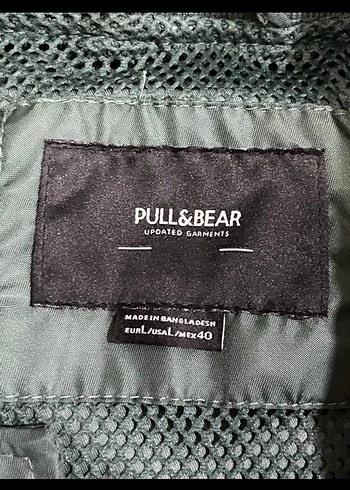 PULL&BEAR
UPDATED GARMENTS
MADE IN BANGLADESH
EUR L/USA L/MEX 40